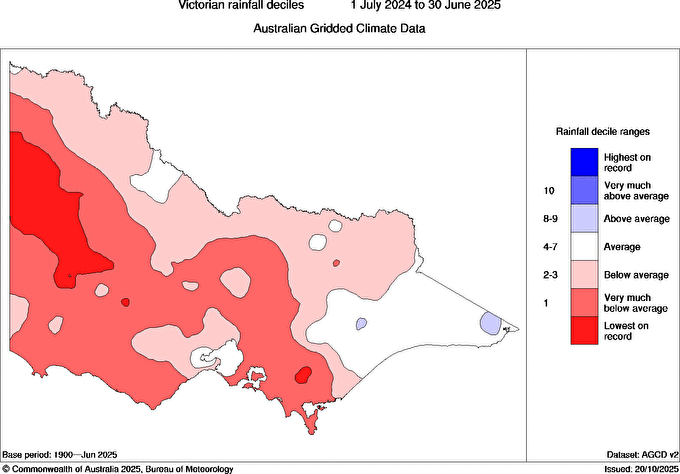 Victorian rainfall deciles 1 July 2024 to 30 June 2025
Australian Gridded Climate Data
Rainfall decile ranges
Highest on
record
10 Very much
above average
8-9 Above average
4-7 Average
2-3 Below average
1 Very much
below average
Lowest on
record
Base period: 1900—Jun 2025
Dataset: AGCD v2
© Commonwealth of Australia 2025, Bureau of Meteorology
Issued: 20/10/2025